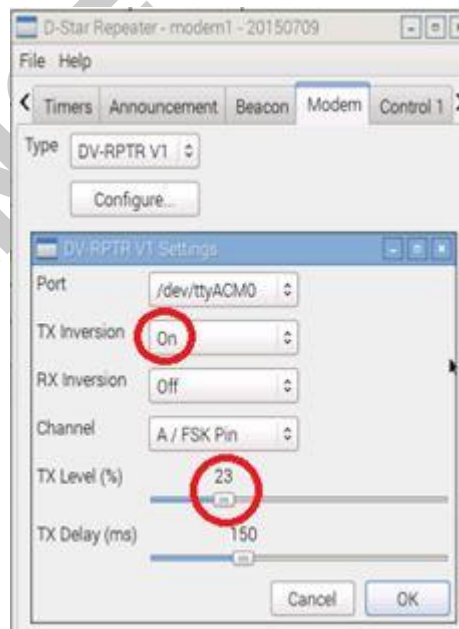 D-Star Repeater - modem1 - 20150709
File Help
Timers Announcement Beacon Modem Control 1
Type DV-RPTR V1
Configure...
DV-RPTR V1 Settings
Port /dev/ttyACM0
TX Inversion On
RX Inversion Off
Channel A / FSK Pin
TX Level (%) 23
TX Delay (ms) 150
Cancel OK